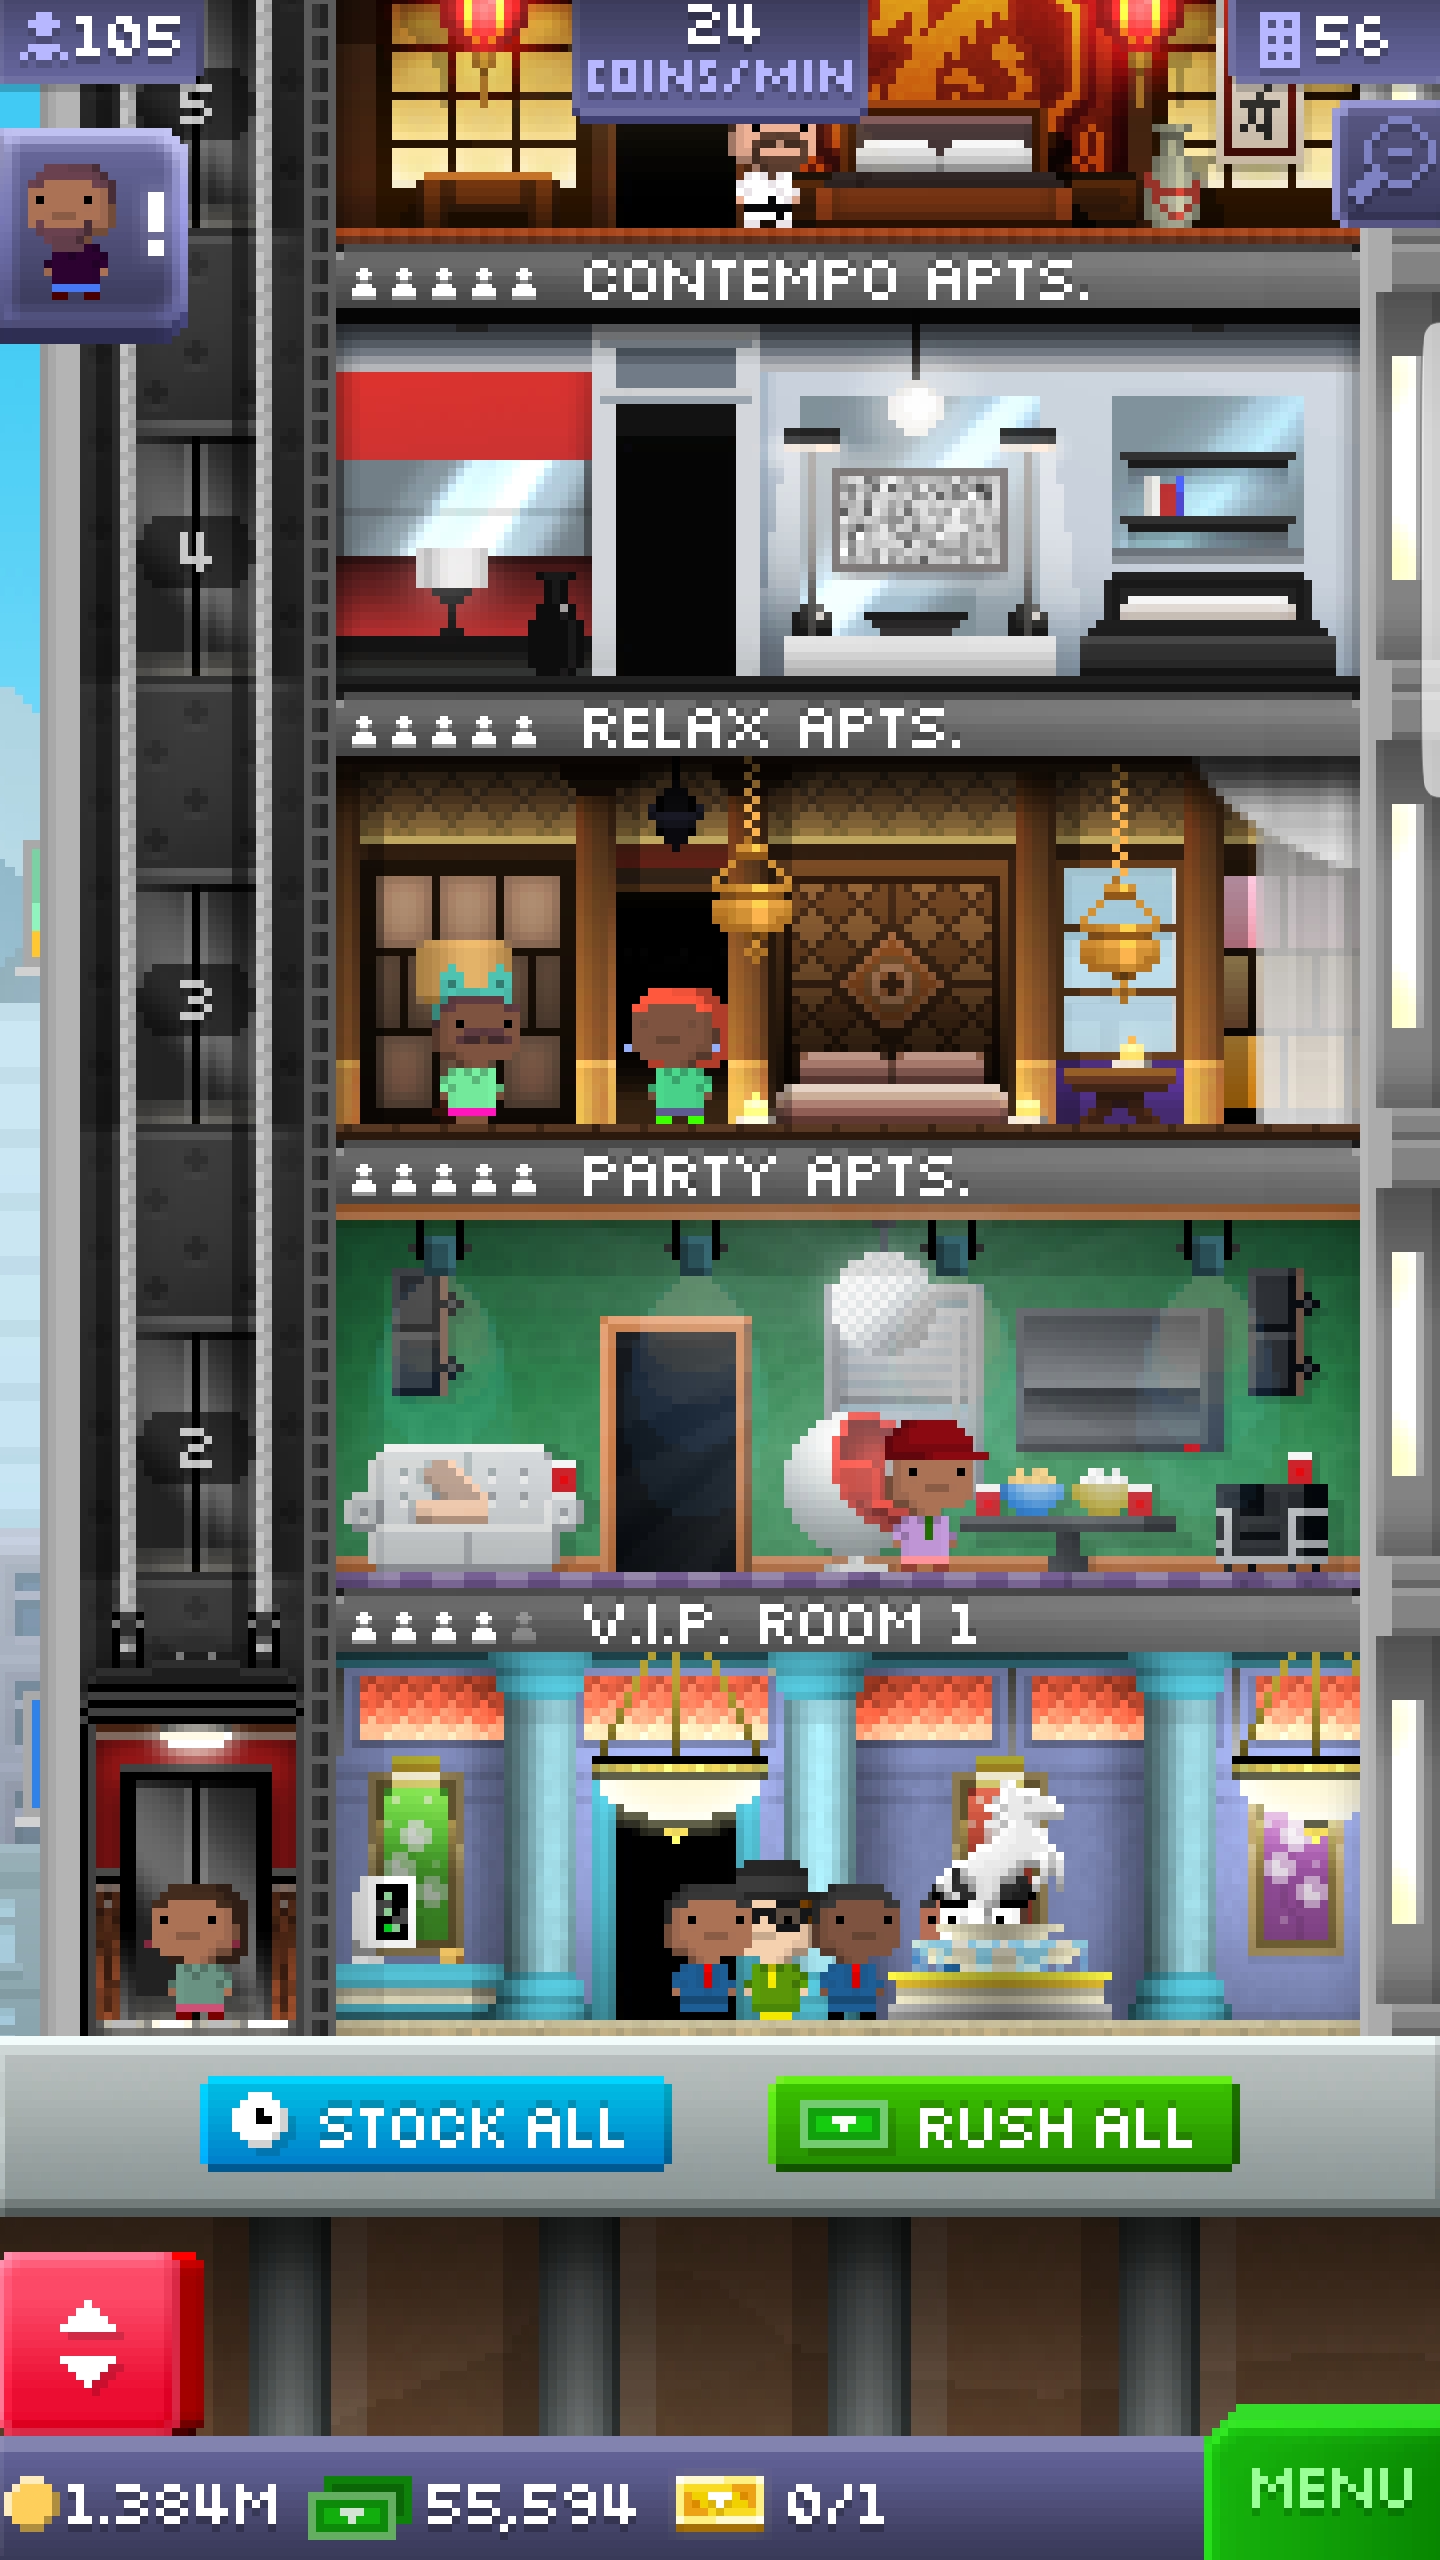 105
24
COINS/MIN
56
5
!
CONTEMPO APTS.
4
RELAX APTS.
3
PARTY APTS.
2
V.I.P. ROOM 1
STOCK ALL
RUSH ALL
1.384M
55,594
0/1
MENU